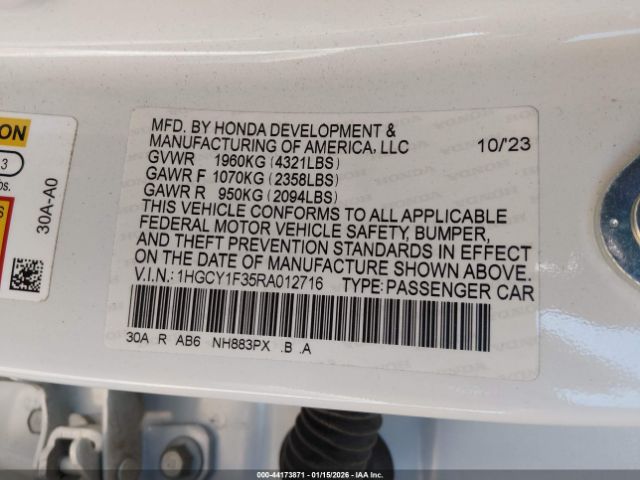 ON
3
os.
S
30A-A0
MFD. BY HONDA DEVELOPMENT &
MANUFACTURING OF AMERICA, LLC 10/'23
GVWR 1960KG (4321LBS)
GAWR F 1070KG (2358LBS)
GAWR R 950KG (2094LBS)
THIS VEHICLE CONFORMS TO ALL APPLICABLE
FEDERAL MOTOR VEHICLE SAFETY, BUMPER,
AND THEFT PREVENTION STANDARDS IN EFFECT
ON THE DATE OF MANUFACTURE SHOWN ABOVE.
V.I.N.: 1HGCY1F35RA012716 TYPE: PASSENGER CAR
30A R AB6 NH883PX .B .A
000-44173871 - 01/15/2026 - IAA Inc.